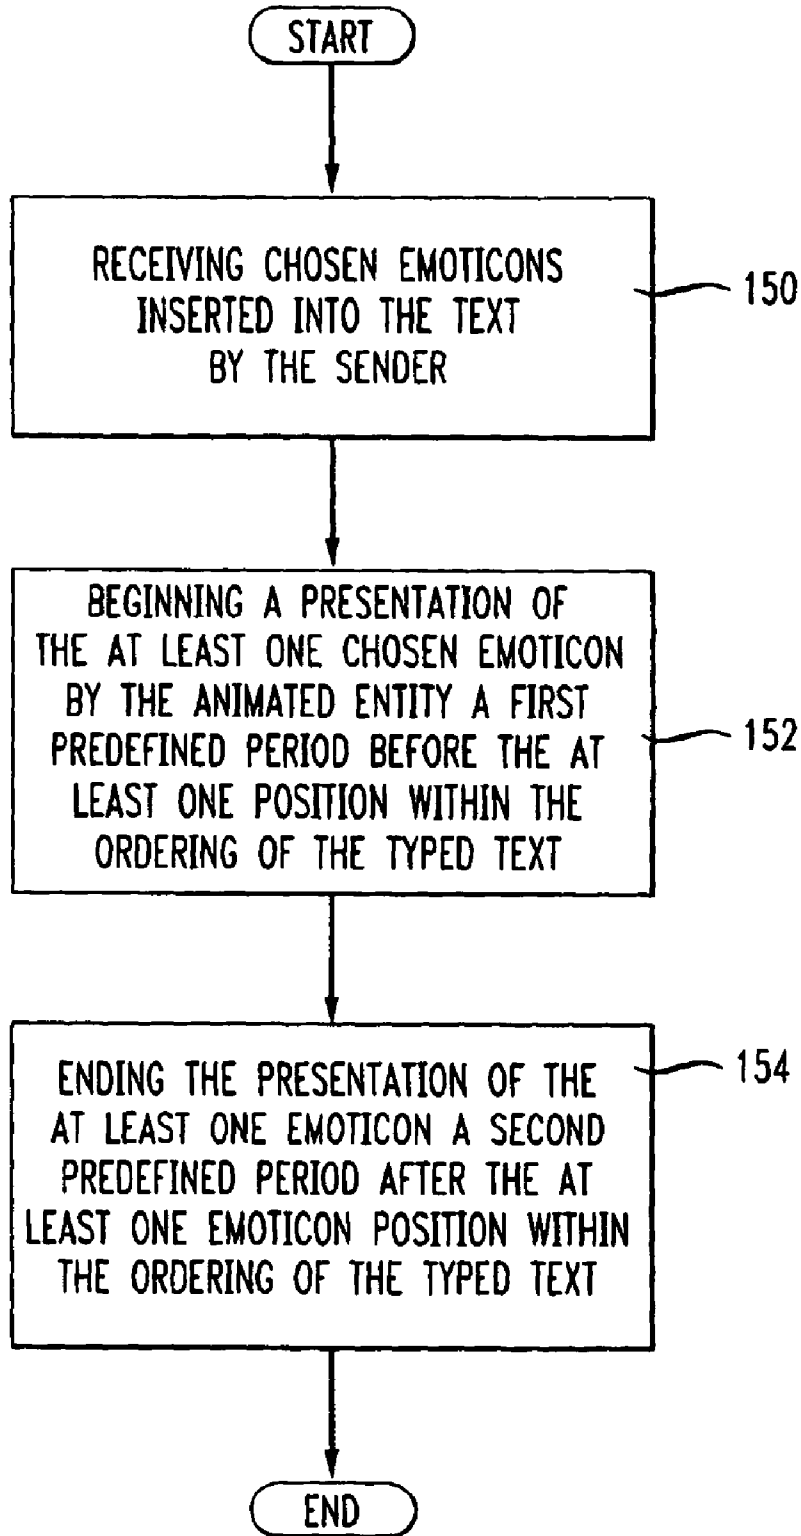 START
RECEIVING CHOSEN EMOTICONS
INSERTED INTO THE TEXT
BY THE SENDER
150
BEGINNING A PRESENTATION OF
THE AT LEAST ONE CHOSEN EMOTICON
BY THE ANIMATED ENTITY A FIRST
PREDEFINED PERIOD BEFORE THE AT
LEAST ONE POSITION WITHIN THE
ORDERING OF THE TYPED TEXT
152
ENDING THE PRESENTATION OF THE
AT LEAST ONE EMOTICON A SECOND
PREDEFINED PERIOD AFTER THE AT
LEAST ONE EMOTICON POSITION WITHIN
THE ORDERING OF THE TYPED TEXT
154
END